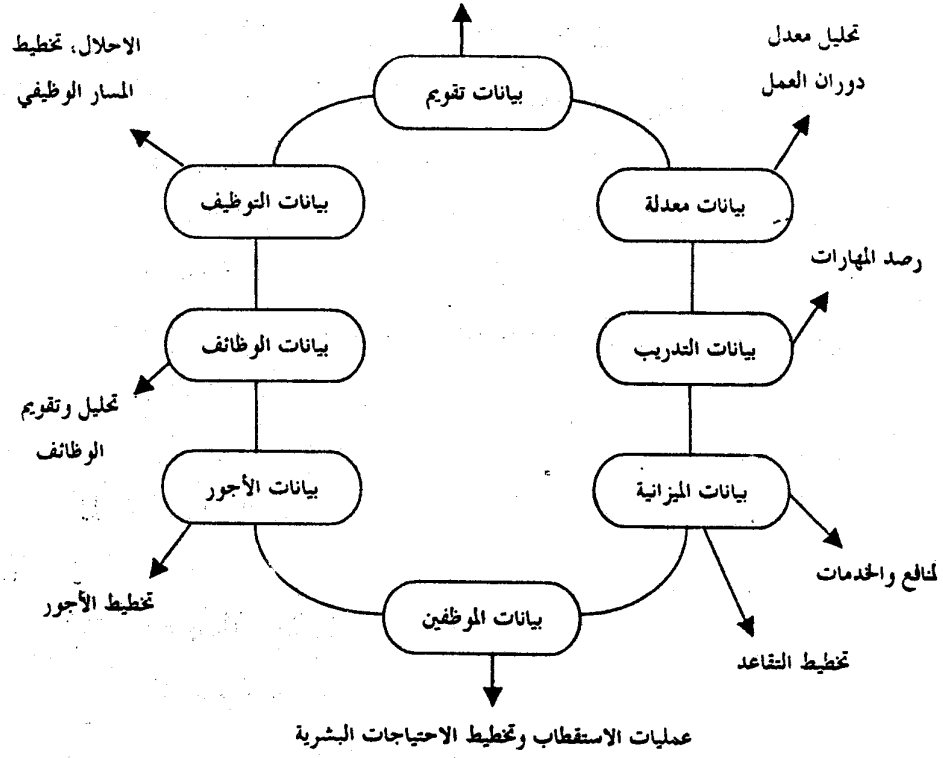 تحليل معدل
دوران العمل
الاحلال، تخطيط
المسار الوظيفي
بيانات تقويم
بيانات معدلة
بيانات التوظيف
رصد المهارات
بيانات التدريب
بيانات الوظائف
تحليل وتقويم
الوظائف
بيانات الميزانية
بيانات الأجور
لمنافع والخدمات
تخطيط الأجور
بيانات الموظفين
تخطيط التقاعد
عمليات الاستقطاب وتخطيط الاحتياجات البشرية